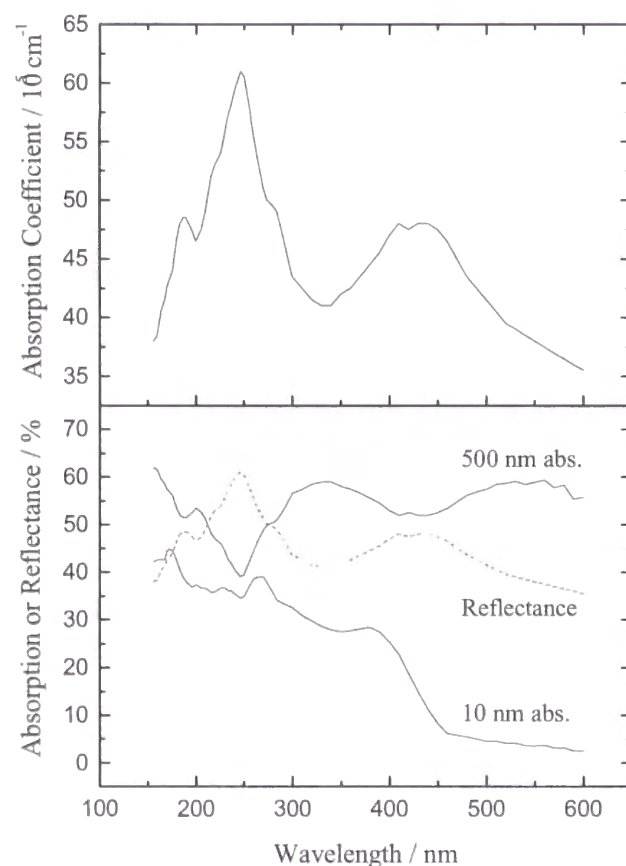 Absorption Coefficient / 10⁵ cm⁻¹
65
60
55
50
45
40
35
Absorption or Reflectance / %
70
60
50
40
30
20
10
0
500 nm abs.
Reflectance
10 nm abs.
100 200 300 400 500 600
Wavelength / nm